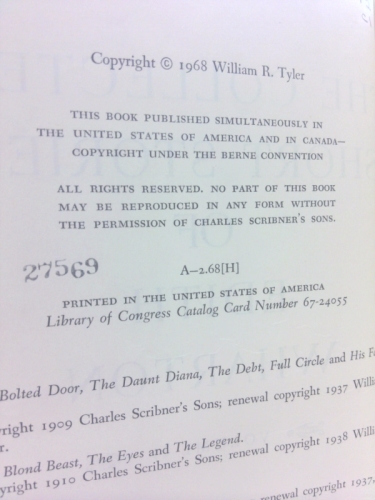 Copyright © 1968 William R. Tyler
THIS BOOK PUBLISHED SIMULTANEOUSLY IN
THE UNITED STATES OF AMERICA AND IN CANADA—
COPYRIGHT UNDER THE BERNE CONVENTION
ALL RIGHTS RESERVED. NO PART OF THIS BOOK
MAY BE REPRODUCED IN ANY FORM WITHOUT
THE PERMISSION OF CHARLES SCRIBNER'S SONS.
27569
A—2.68[H]
PRINTED IN THE UNITED STATES OF AMERICA
Library of Congress Catalog Card Number 67-24055
Bolted Door, The Daunt Diana, The Debt, Full Circle and His
1909 Charles Scribner's Sons; renewal copyright 1937
Blond Beast, The Eyes and The Legend.
1910 Charles Scribner's Sons; renewal copyright 1938
1937,